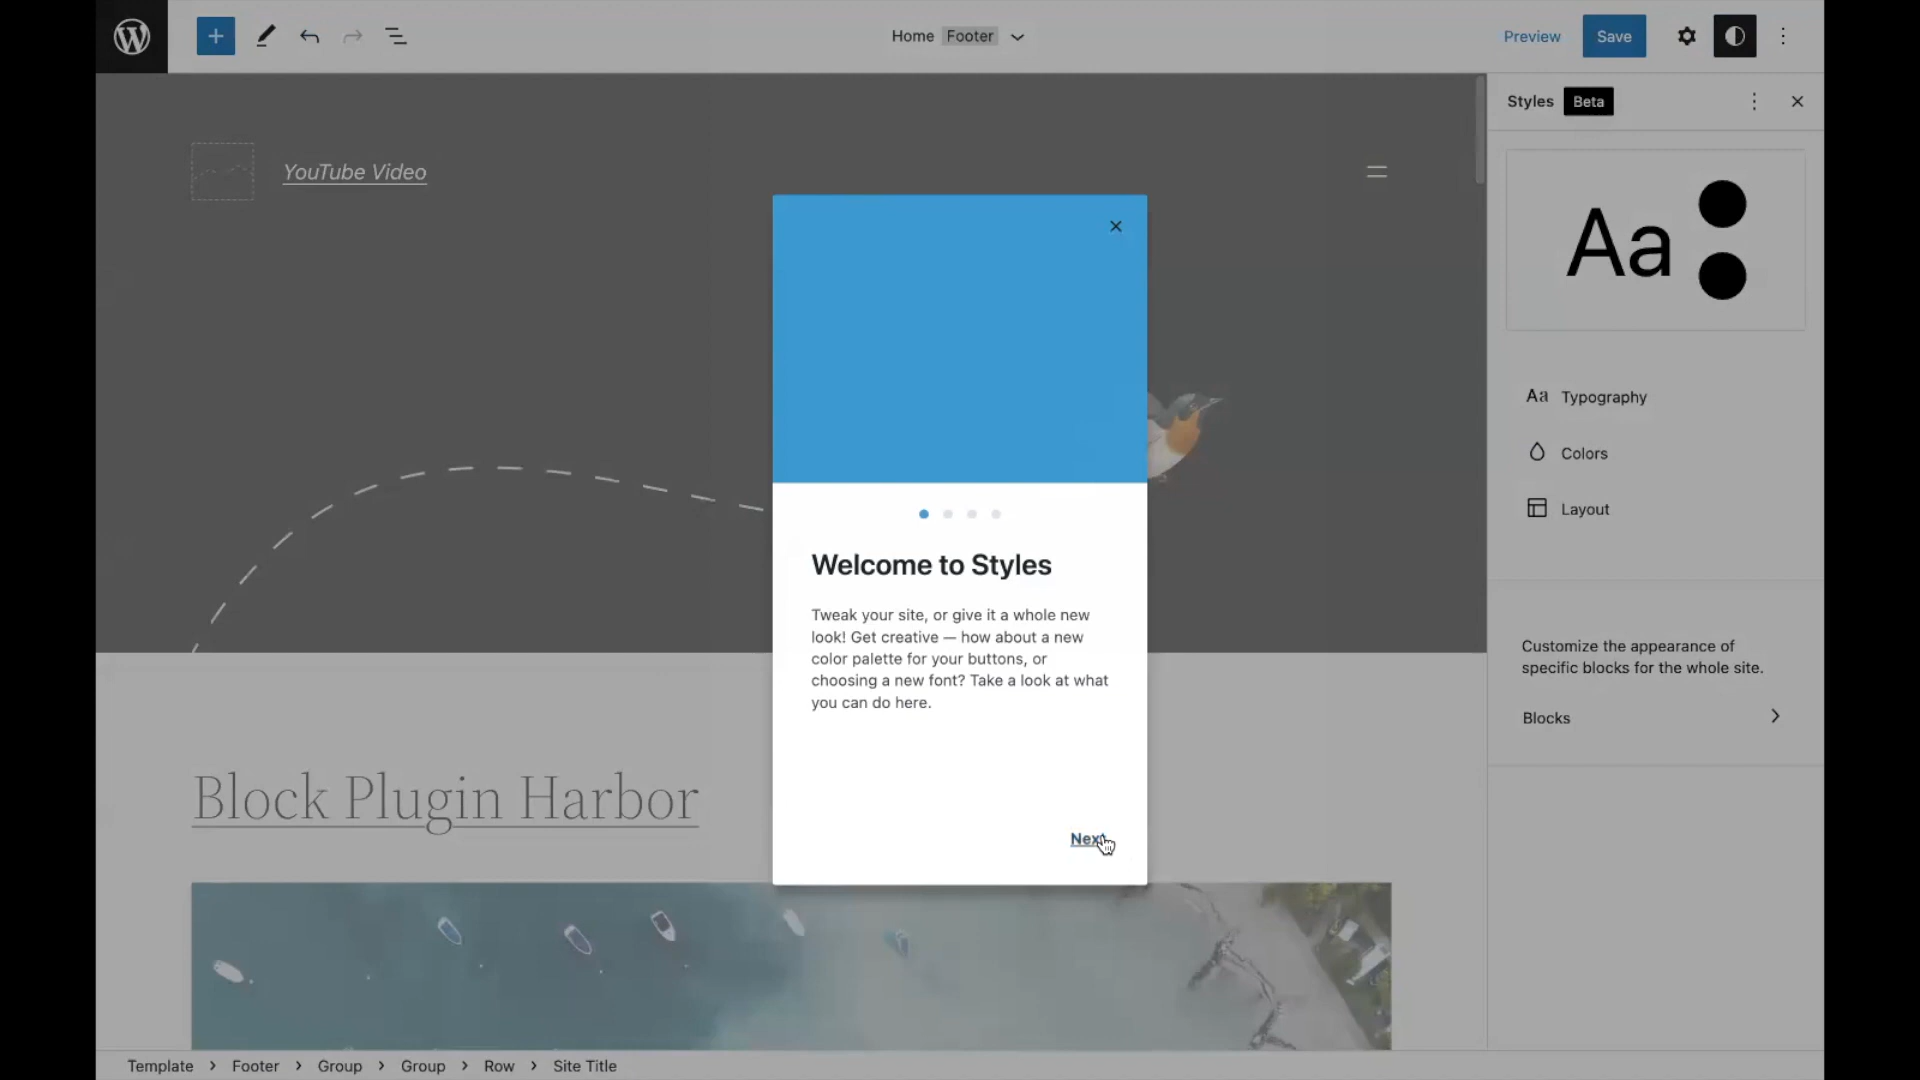 Home Footer
Preview
Save
Styles Beta
YouTube Video
Aa
Aa Typography
Colors
Layout
Welcome to Styles
Tweak your site, or give it a whole new
look! Get creative — how about a new
color palette for your buttons, or
choosing a new font? Take a look at what
you can do here.
Next
Customize the appearance of
specific blocks for the whole site.
Blocks
Block Plugin Harbor
Template > Footer > Group > Group > Row > Site Title